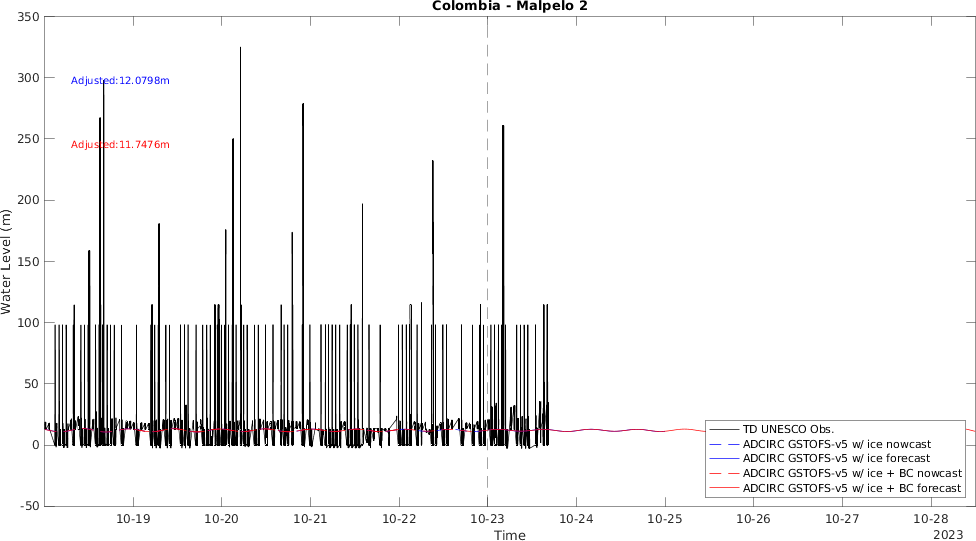 Colombia - Malpelo 2
350
300
250
200
150
100
50
0
-50
Water Level (m)
Adjusted:12.0798m
Adjusted:11.7476m
TD UNESCO Obs.
ADCIRC GSTOFS-v5 w/ ice nowcast
ADCIRC GSTOFS-v5 w/ ice forecast
ADCIRC GSTOFS-v5 w/ ice + BC nowcast
ADCIRC GSTOFS-v5 w/ ice + BC forecast
10-19 10-20 10-21 10-22 10-23 10-24 10-25 10-26 10-27 10-28
Time
2023